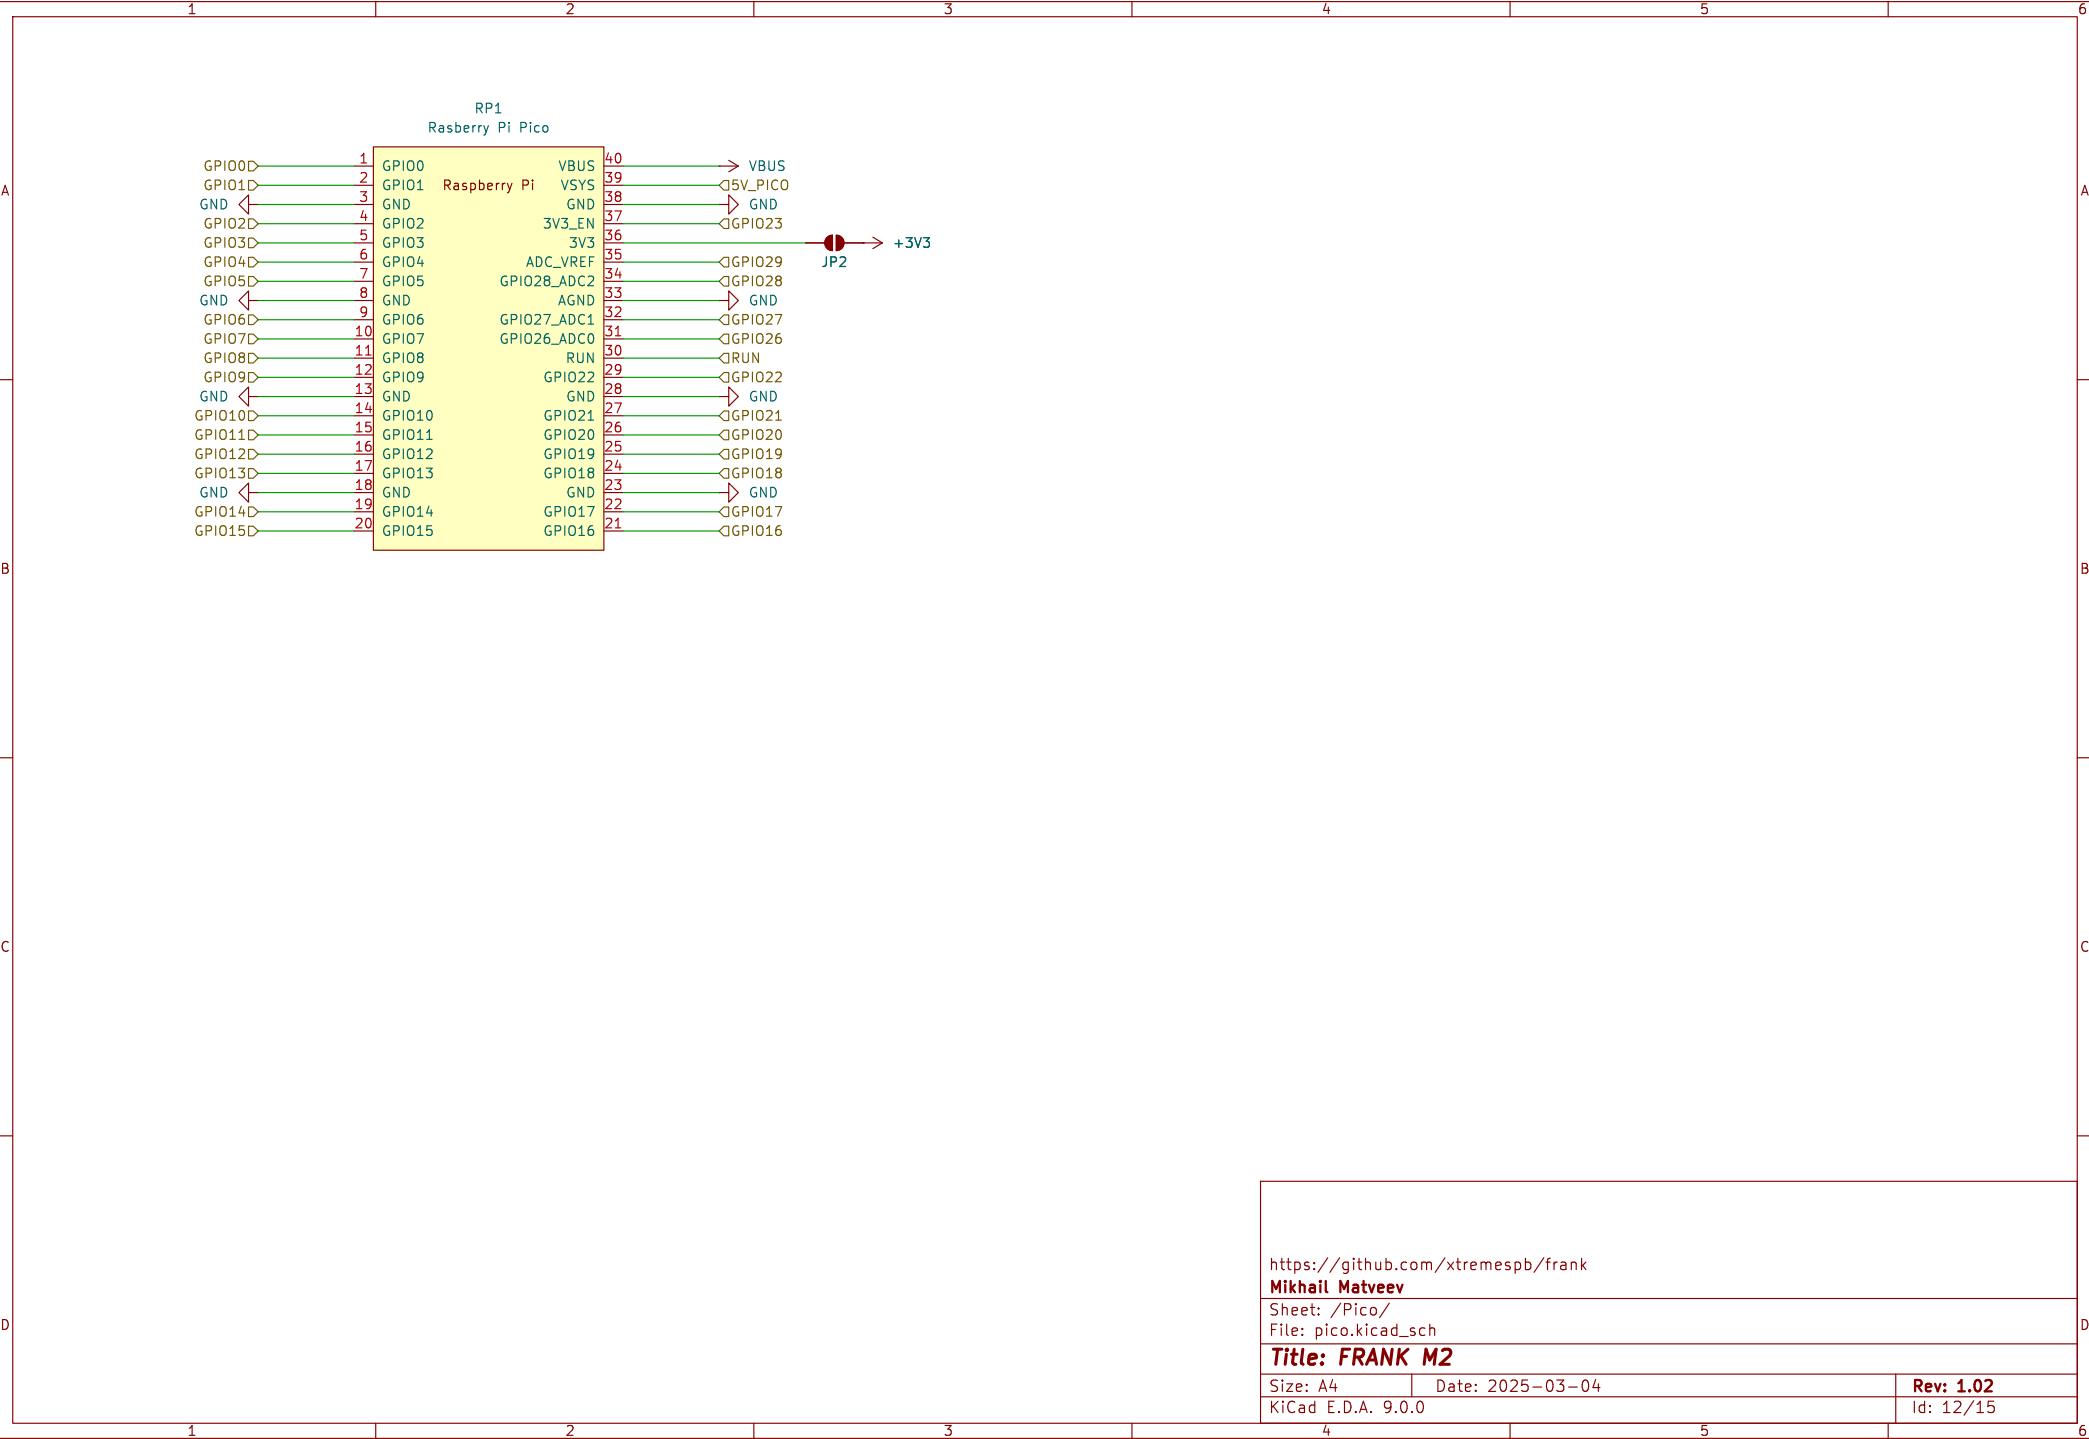 1 2 3 4 5 6
RP1
Rasberry Pi Pico
GPIO0 1 GPIO0 VBUS 40 VBUS
GPIO1 2 GPIO1 Raspberry Pi VSYS 39 5V_PICO
A GND 3 GND GND 38 GND A
GPIO2 4 GPIO2 3V3_EN 37 GPIO23
GPIO3 5 GPIO3 3V3 36 +3V3
GPIO4 6 GPIO4 ADC_VREF 35 GPIO29 JP2
GPIO5 7 GPIO5 GPIO28_ADC2 34 GPIO28
GND 8 GND AGND 33 GND
GPIO6 9 GPIO6 GPIO27_ADC1 32 GPIO27
GPIO7 10 GPIO7 GPIO26_ADC0 31 GPIO26
GPIO8 11 GPIO8 RUN 30 RUN
GPIO9 12 GPIO9 GPIO22 29 GPIO22
GND 13 GND GND 28 GND
GPIO10 14 GPIO10 GPIO21 27 GPIO21
GPIO11 15 GPIO11 GPIO20 26 GPIO20
GPIO12 16 GPIO12 GPIO19 25 GPIO19
GPIO13 17 GPIO13 GPIO18 24 GPIO18
GND 18 GND GND 23 GND
GPIO14 19 GPIO14 GPIO17 22 GPIO17
GPIO15 20 GPIO15 GPIO16 21 GPIO16
B B
C C
https://github.com/xtremespb/frank
Mikhail Matveev
Sheet: /Pico/
D File: pico.kicad_sch D
Title: FRANK M2
Size: A4 Date: 2025-03-04 Rev: 1.02
KiCad E.D.A. 9.0.0 Id: 12/15
1 2 3 4 5 6